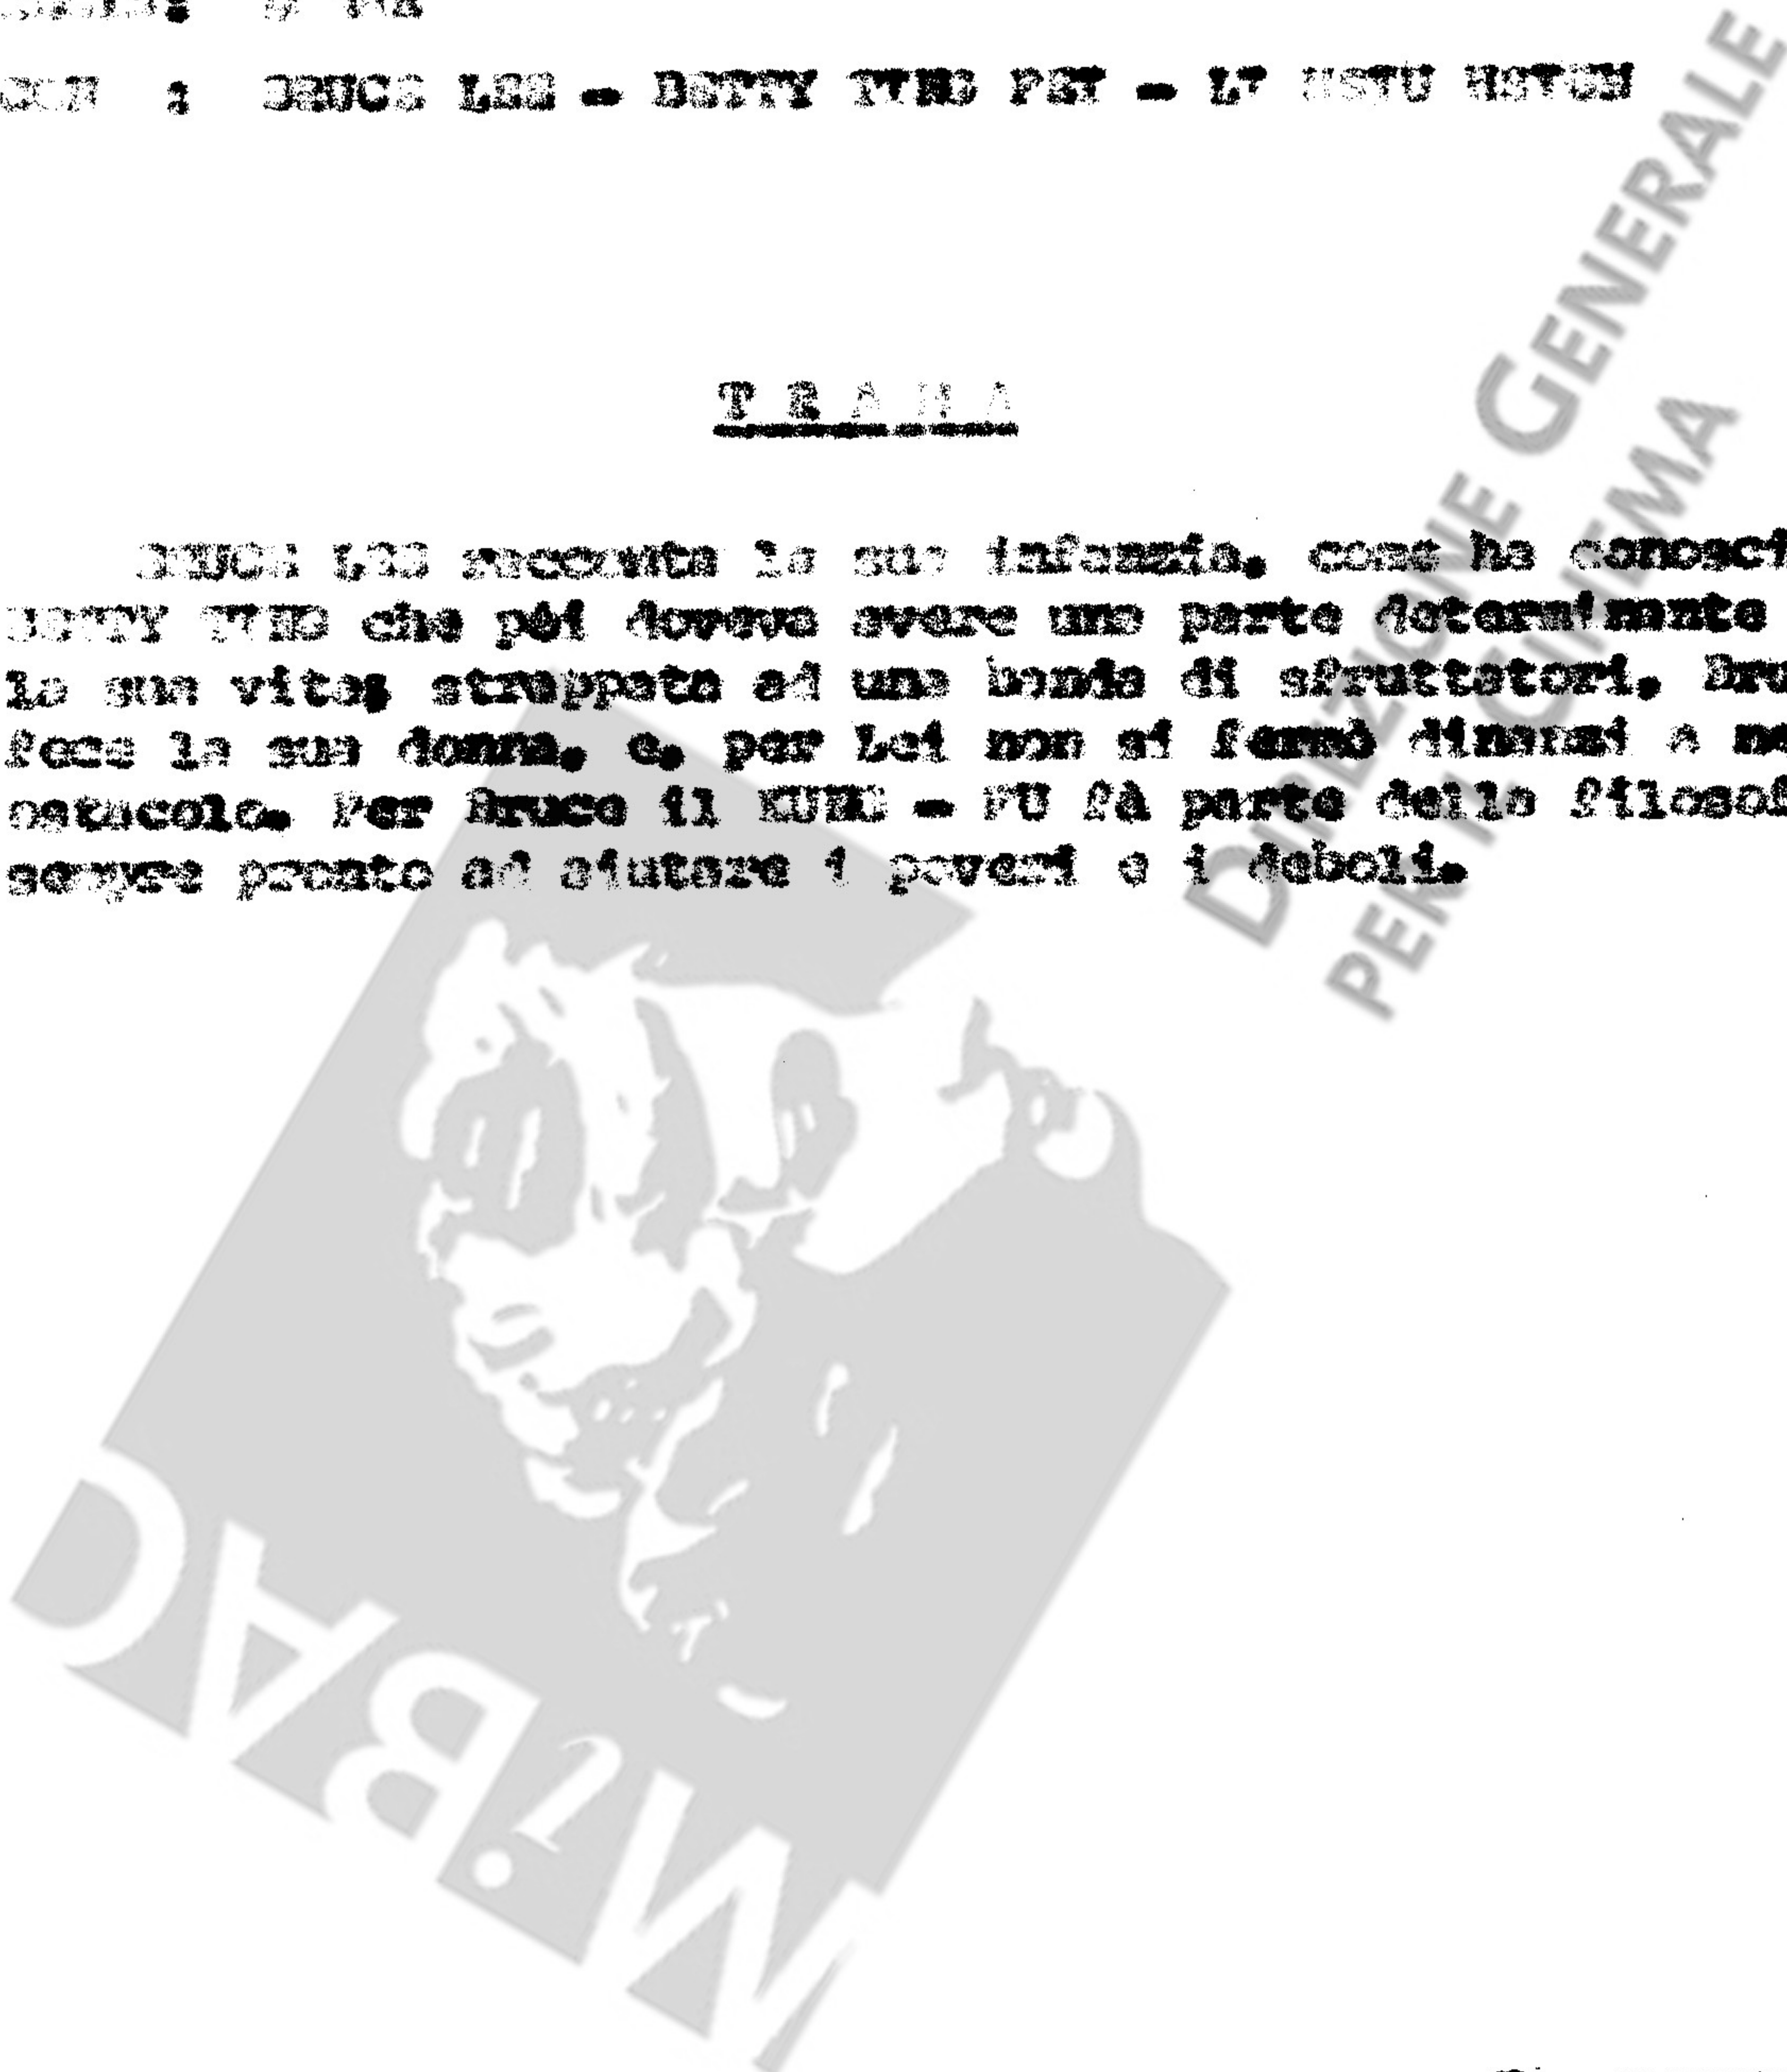 CON : BRUCE LEE - BETTY TING PEI - LI HSIU HSIEN
T R A M A
BRUCE LEE racconta la sua infanzia, come ha conosci
BETTY TING che pòi doveva avere una parte determinante
la sua vita; strappata ad una banda di sfruttatori, Bru
fece la sua donna, e, per Lei non si fermò dinanzi a ne
ostacolo. Per Bruce il KUNG - FU fà parte della filosof
sempre pronto ad aiutare i poveri e i deboli.
DIREZIONE GENERALE
PER IL CINEMA
MiBAC